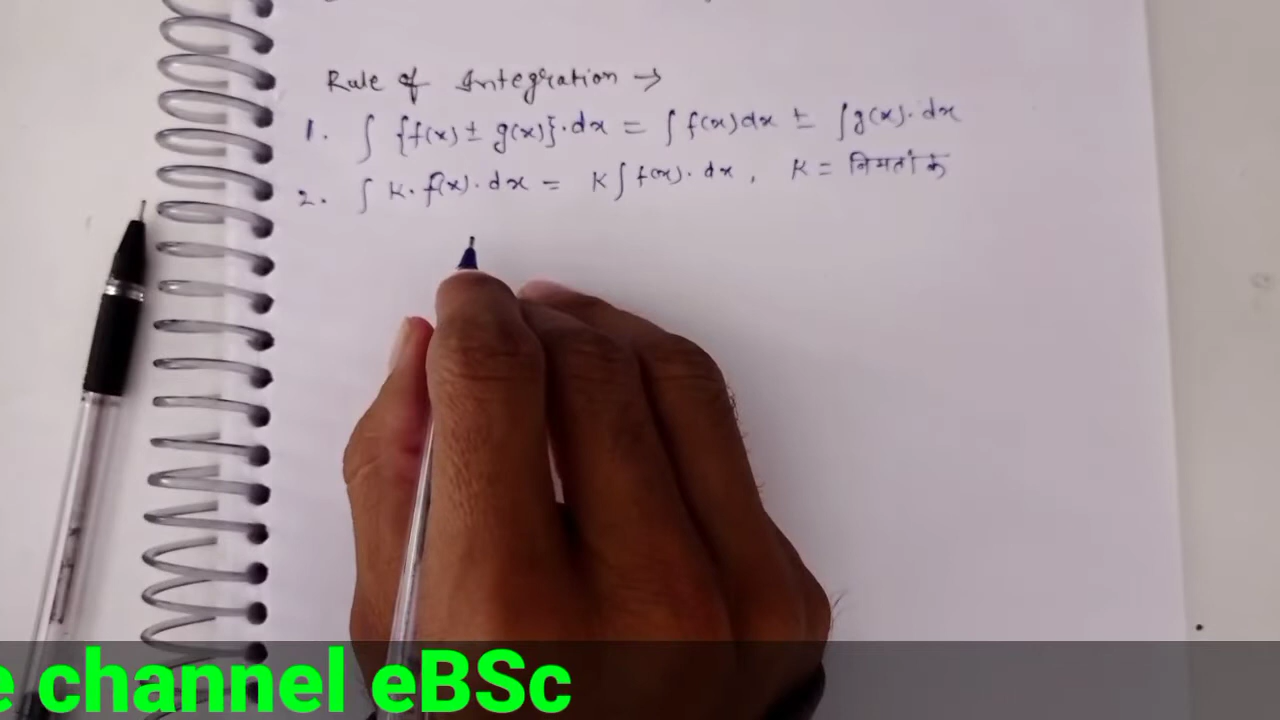 Rule of Integration →
1. ∫ {f(x) ± g(x)}·dx = ∫ f(x)dx ± ∫g(x)·dx
2. ∫ K·f(x)·dx = K∫f(x)·dx, K = नियतांक
e channel eBSc